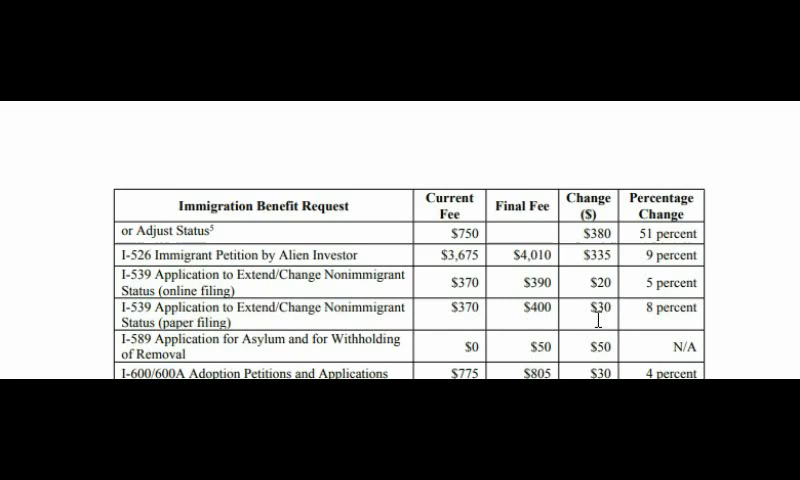 Immigration Benefit Request Current Fee Final Fee Change ($) Percentage Change
or Adjust Status⁵ $750 $380 51 percent
I-526 Immigrant Petition by Alien Investor $3,675 $4,010 $335 9 percent
I-539 Application to Extend/Change Nonimmigrant
Status (online filing) $370 $390 $20 5 percent
I-539 Application to Extend/Change Nonimmigrant $370 $400 $30 8 percent
Status (paper filing)
I-589 Application for Asylum and for Withholding
of Removal $0 $50 $50 N/A
I-600/600A Adoption Petitions and Applications $775 $805 $30 4 percent